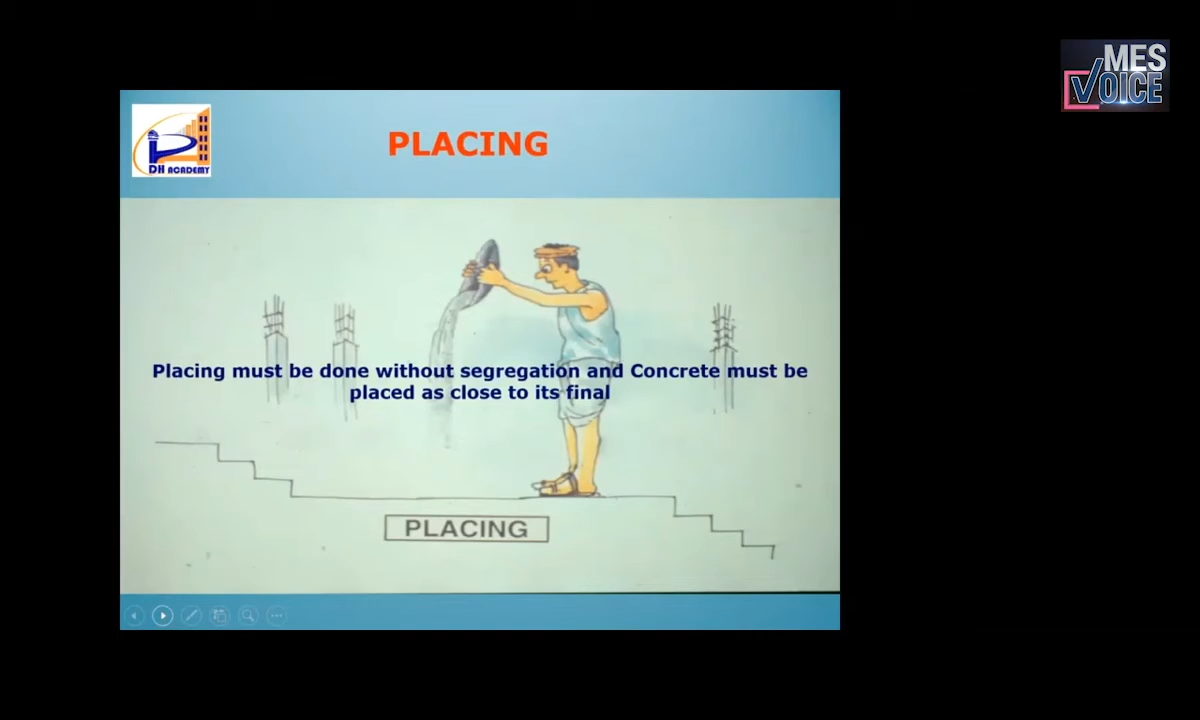 MES
VOICE
DH ACADEMY
PLACING
Placing must be done without segregation and Concrete must be
placed as close to its final
PLACING